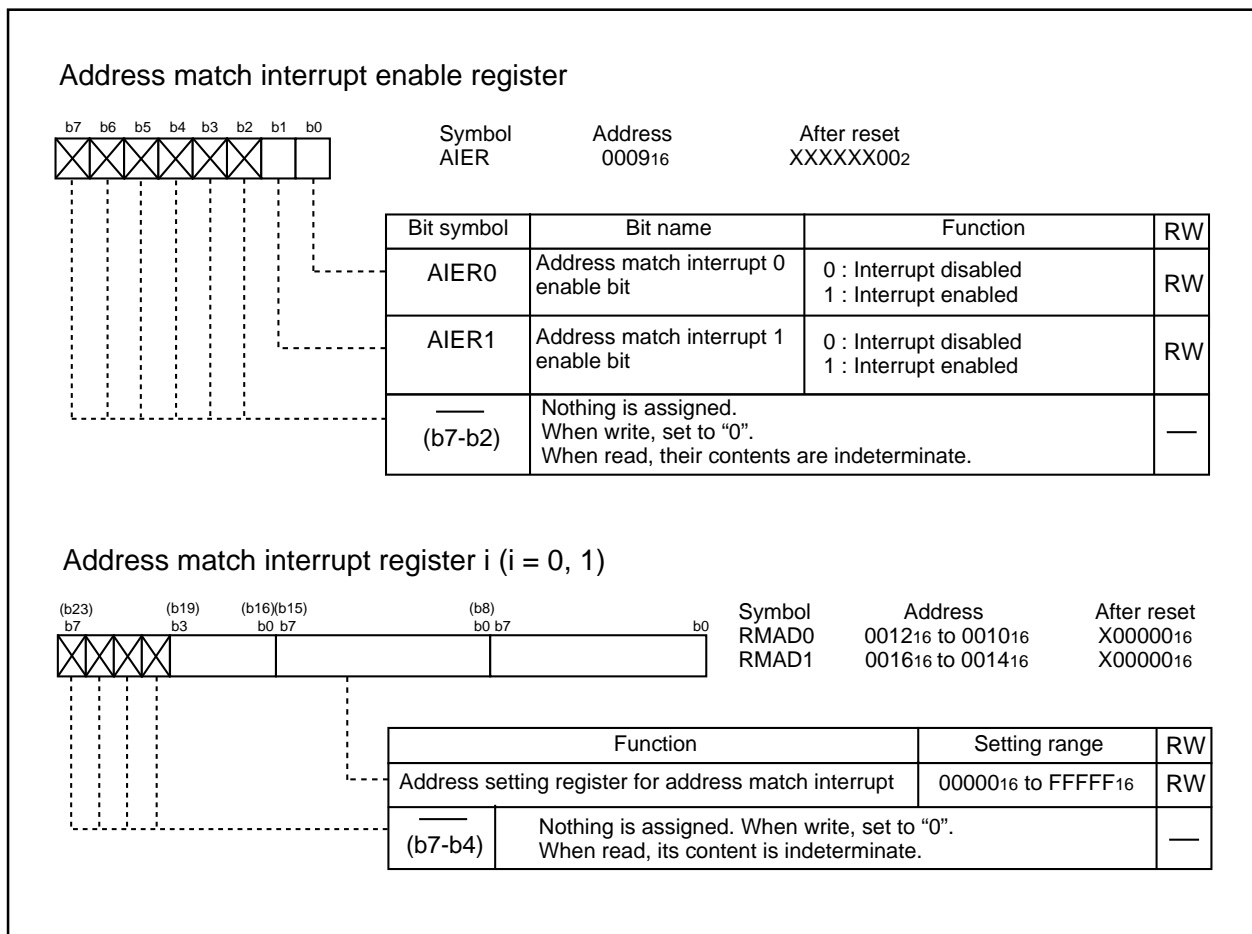 Address match interrupt enable register
b7 b6 b5 b4 b3 b2 b1 b0
Symbol Address After reset
AIER 000916 XXXXXX002
Bit symbol Bit name Function RW
AIER0 Address match interrupt 0 enable bit 0 : Interrupt disabled 1 : Interrupt enabled RW
AIER1 Address match interrupt 1 enable bit 0 : Interrupt disabled 1 : Interrupt enabled RW
(b7-b2) Nothing is assigned.
When write, set to “0”.
When read, their contents are indeterminate. —
Address match interrupt register i (i = 0, 1)
(b23) (b19) (b16)(b15) (b8)
b7 b3 b0 b7 b0 b7 b0
Symbol Address After reset
RMAD0 001216 to 001016 X0000016
RMAD1 001616 to 001416 X0000016
Function Setting range RW
Address setting register for address match interrupt 0000016 to FFFFF16 RW
(b7-b4) Nothing is assigned. When write, set to “0”.
When read, its content is indeterminate. —